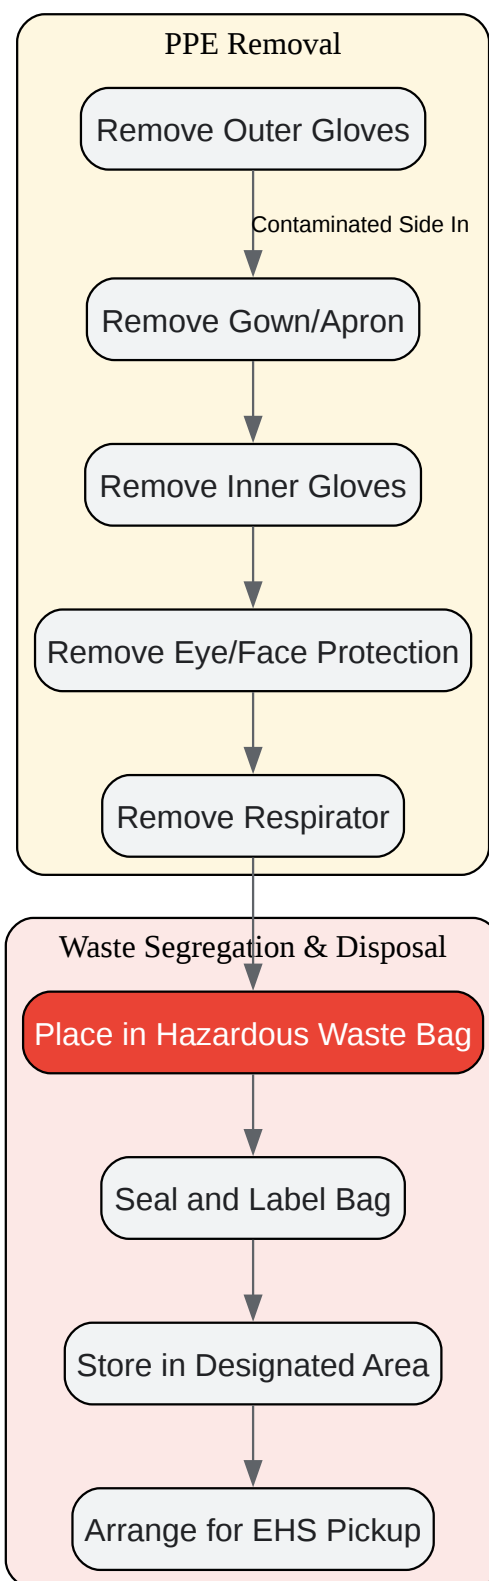 PPE Removal
Remove Outer Gloves
Contaminated Side In
Remove Gown/Apron
Remove Inner Gloves
Remove Eye/Face Protection
Remove Respirator
Waste Segregation & Disposal
Place in Hazardous Waste Bag
Seal and Label Bag
Store in Designated Area
Arrange for EHS Pickup